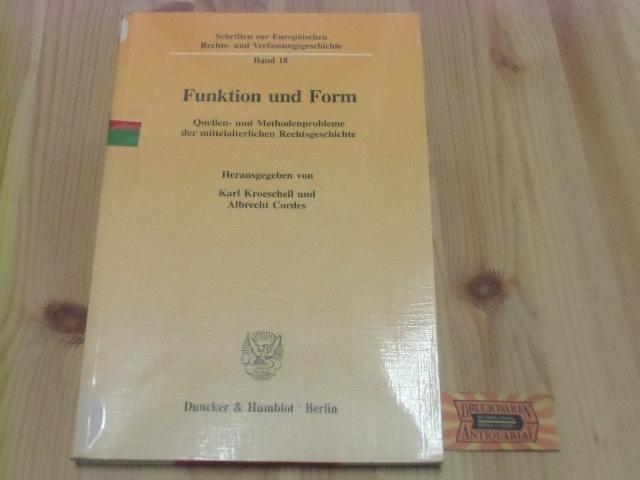 Schriften zur Europäischen
Rechts- und Verfassungsgeschichte
Band 18
Funktion und Form
Quellen- und Methodenprobleme
der mittelalterlichen Rechtsgeschichte
Herausgegeben von
Karl Kroeschell und
Albrecht Cordes
Duncker & Humblot · Berlin
DRUCKWAREN
ANTIQUARIAT